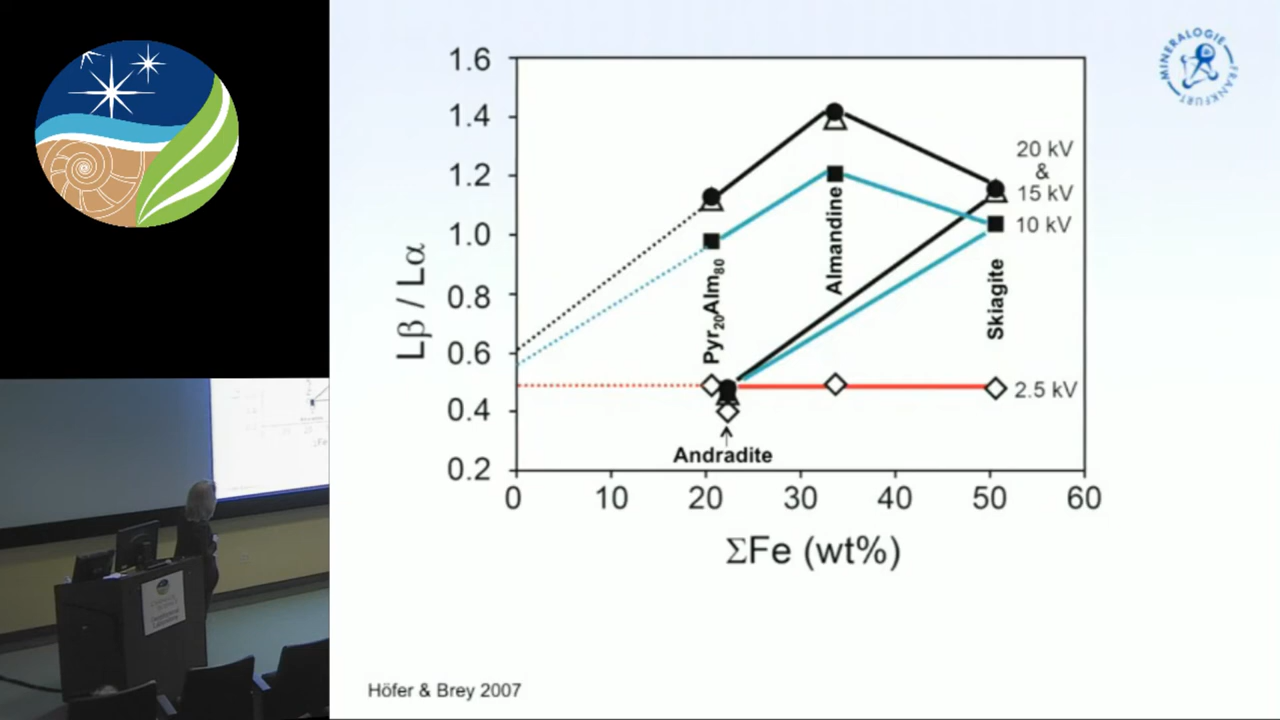 MINERALOGIE
FRANKFURT
1.6
1.4
1.2
1.0
0.8
0.6
0.4
0.2
Lβ / Lα
0 10 20 30 40 50 60
ΣFe (wt%)
Pyr₂₀Alm₈₀
Almandine
Skiagite
Andradite
20 kV
&
15 kV
10 kV
2.5 kV
Höfer & Brey 2007